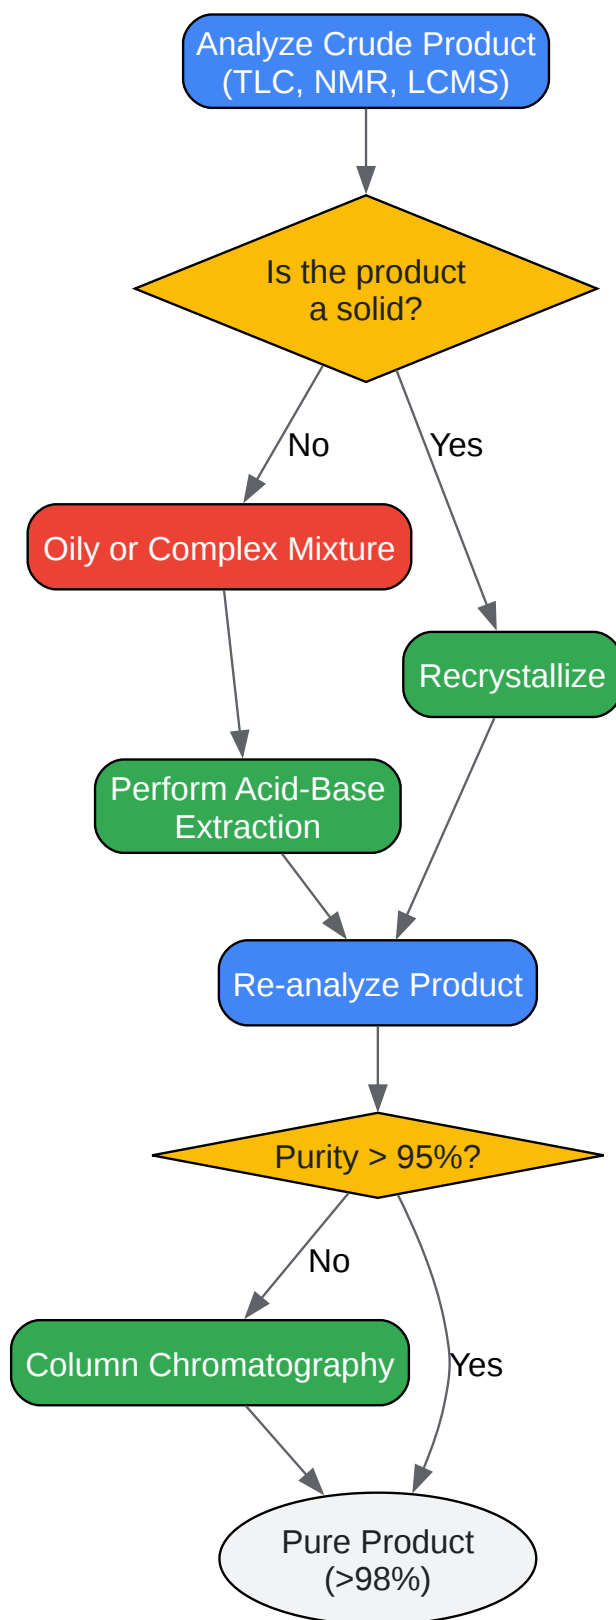 Analyze Crude Product
(TLC, NMR, LCMS)
Is the product
a solid?
No
Yes
Oily or Complex Mixture
Recrystallize
Perform Acid-Base
Extraction
Re-analyze Product
Purity > 95%?
No
Column Chromatography
Yes
Pure Product
(>98%)